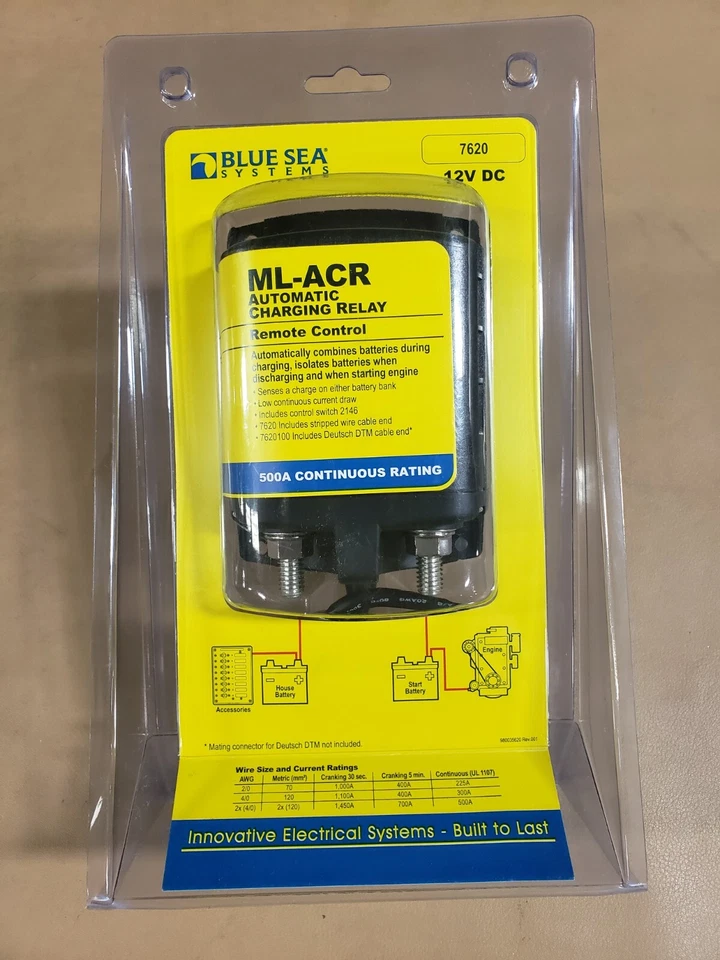 BLUE SEA®
SYSTEMS
7620
12V DC
ML-ACR
AUTOMATIC
CHARGING RELAY
Remote Control
Automatically combines batteries during
charging, isolates batteries when
discharging and when starting engine
• Senses a charge on either battery bank
• Low continuous current draw
• Includes control switch 2146
• 7620 Includes stripped wire cable end
• 7620100 Includes Deutsch DTM cable end*
500A CONTINUOUS RATING
Accessories
House
Battery
Start
Battery
Engine
* Mating connector for Deutsch DTM not included.
Wire Size and Current Ratings
AWG Metric (mm²) Cranking 30 sec. Cranking 5 min. Continuous (UL 1107)
2/0 70 1,000A 400A 225A
4/0 120 1,100A 400A 300A
2x (4/0) 2x (120) 1,450A 700A 500A
Innovative Electrical Systems - Built to Last